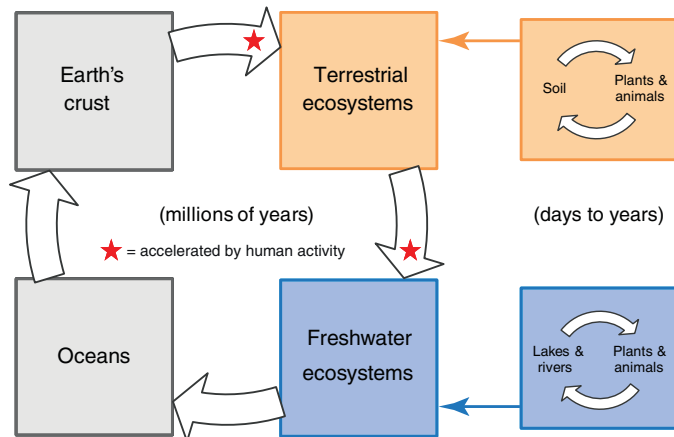 Earth's
crust
Terrestrial
ecosystems
Soil
Plants &
animals
(millions of years)
(days to years)
= accelerated by human activity
Oceans
Freshwater
ecosystems
Lakes &
rivers
Plants &
animals